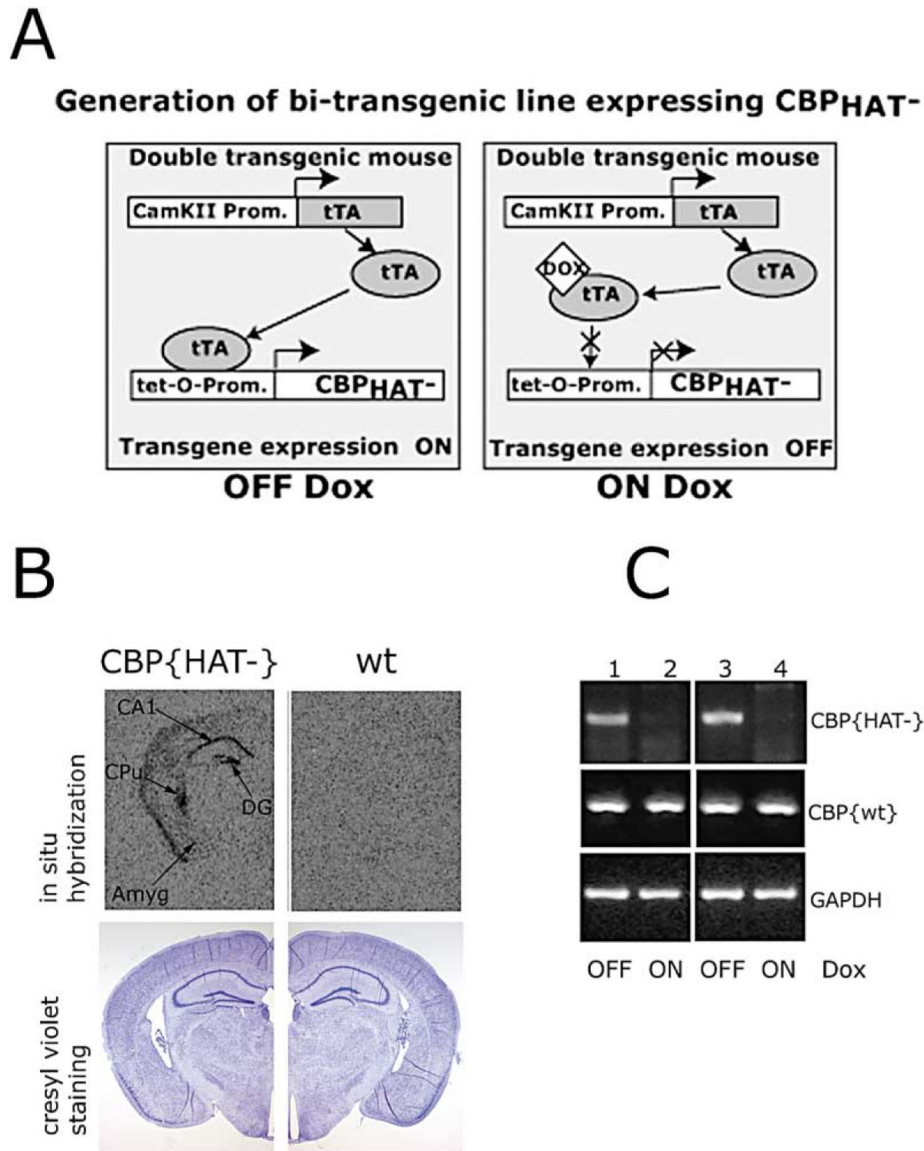 A
Generation of bi-transgenic line expressing CBPHAT-
Double transgenic mouse
CamKII Prom. tTA
tTA
tTA
tet-O-Prom. CBPHAT-
Transgene expression ON
OFF Dox
Double transgenic mouse
CamKII Prom. tTA
DOX
tTA
tTA
tet-O-Prom. CBPHAT-
Transgene expression OFF
ON Dox
B
CBP{HAT-} wt
in situ
hybridization
CA1
CPu
DG
Amyg
cresyl violet
staining
C
1 2 3 4
CBP{HAT-}
CBP{wt}
GAPDH
OFF ON OFF ON Dox